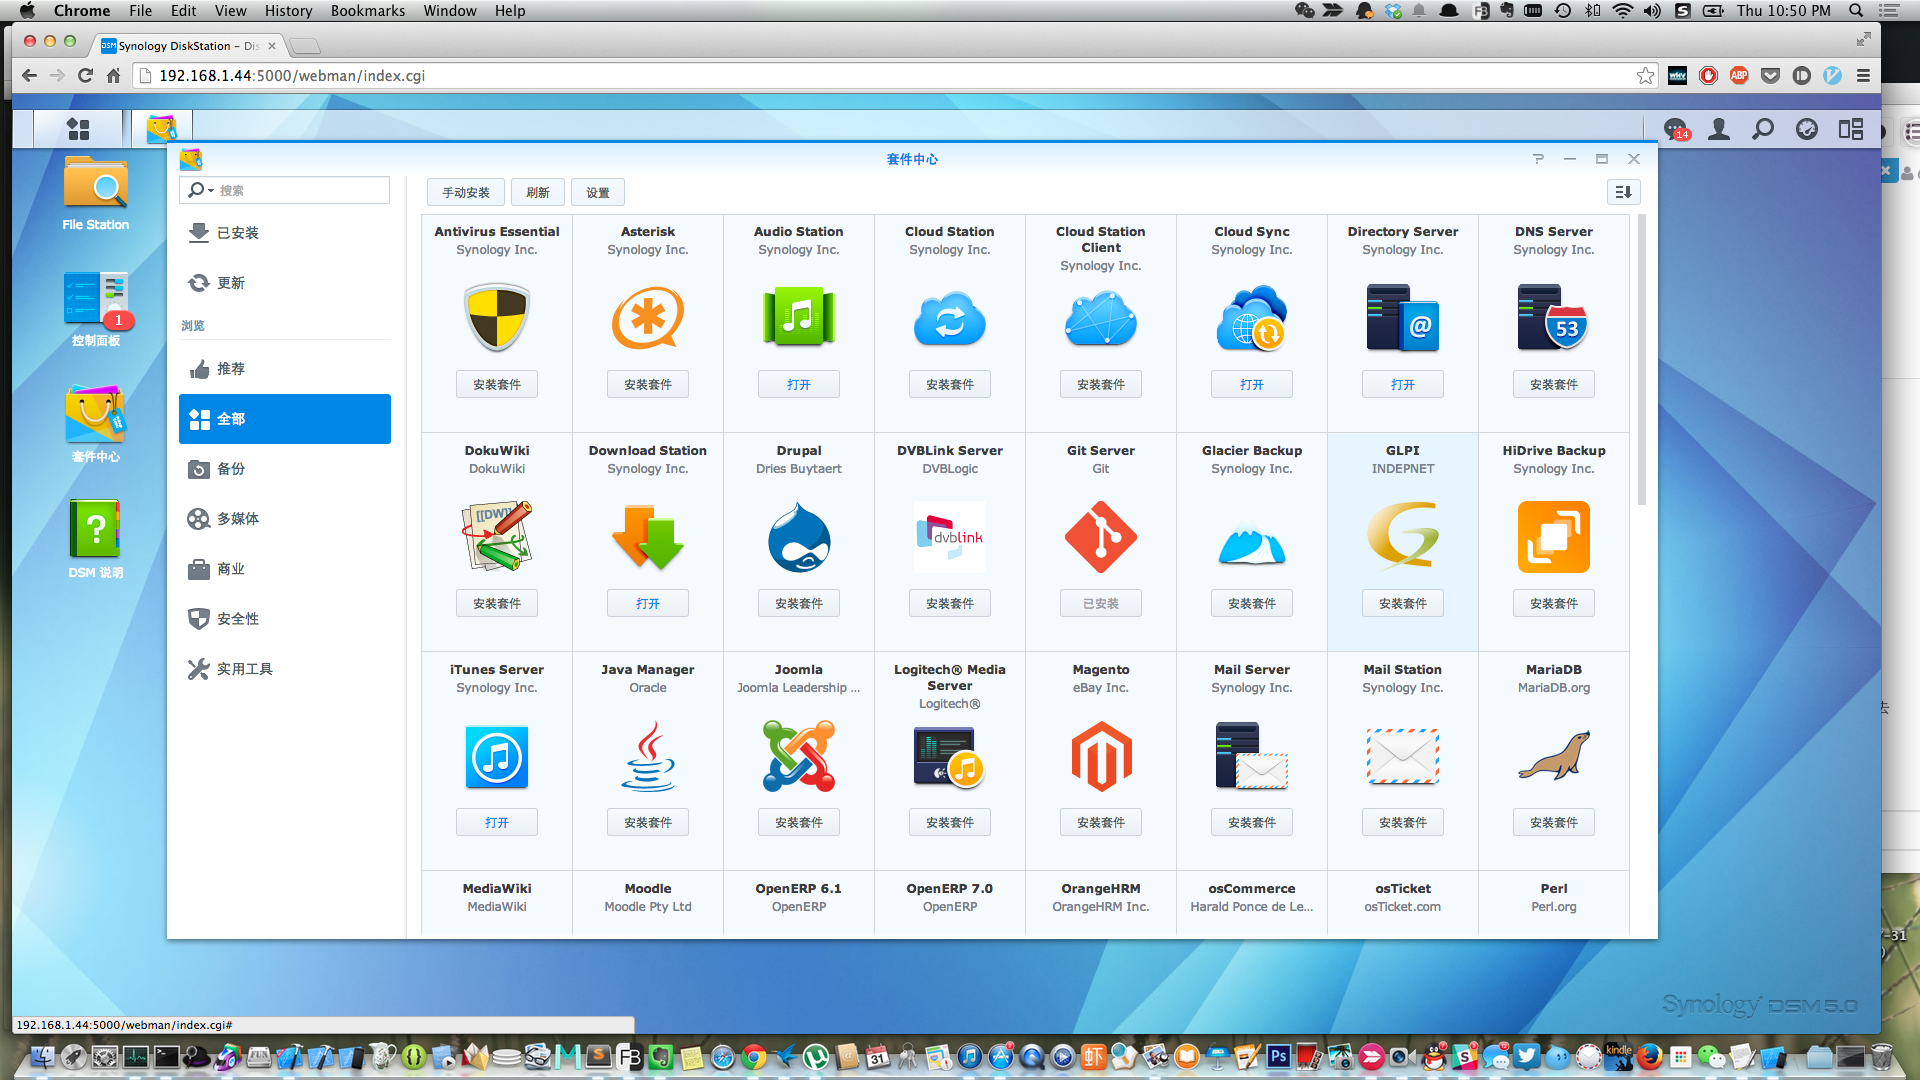 Chrome File Edit View History Bookmarks Window Help
Thu 10:50 PM
Synology DiskStation – Dis
192.168.1.44:5000/webman/index.cgi
ABP
14
File Station
1
控制面板
套件中心
DSM 说明
套件中心
搜索
已安装
更新
浏览
推荐
全部
备份
多媒体
商业
安全性
实用工具
手动安装 刷新 设置
Antivirus Essential
Synology Inc.
安装套件
Asterisk
Synology Inc.
安装套件
Audio Station
Synology Inc.
打开
Cloud Station
Synology Inc.
安装套件
Cloud Station
Client
Synology Inc.
安装套件
Cloud Sync
Synology Inc.
打开
Directory Server
Synology Inc.
@
打开
DNS Server
Synology Inc.
53
安装套件
DokuWiki
DokuWiki
[[DW]]
安装套件
Download Station
Synology Inc.
打开
Drupal
Dries Buytaert
安装套件
DVBLink Server
DVBLogic
dvblink
安装套件
Git Server
Git
已安装
Glacier Backup
Synology Inc.
安装套件
GLPI
INDEPNET
安装套件
HiDrive Backup
Synology Inc.
安装套件
iTunes Server
Synology Inc.
打开
Java Manager
Oracle
安装套件
Joomla
Joomla Leadership ...
安装套件
Logitech® Media
Server
Logitech®
安装套件
Magento
eBay Inc.
安装套件
Mail Server
Synology Inc.
安装套件
Mail Station
Synology Inc.
安装套件
MariaDB
MariaDB.org
安装套件
MediaWiki
MediaWiki
Moodle
Moodle Pty Ltd
OpenERP 6.1
OpenERP
OpenERP 7.0
OpenERP
OrangeHRM
OrangeHRM Inc.
osCommerce
Harald Ponce de Le...
osTicket
osTicket.com
Perl
Perl.org
Synology DSM 5.0
192.168.1.44:5000/webman/index.cgi#